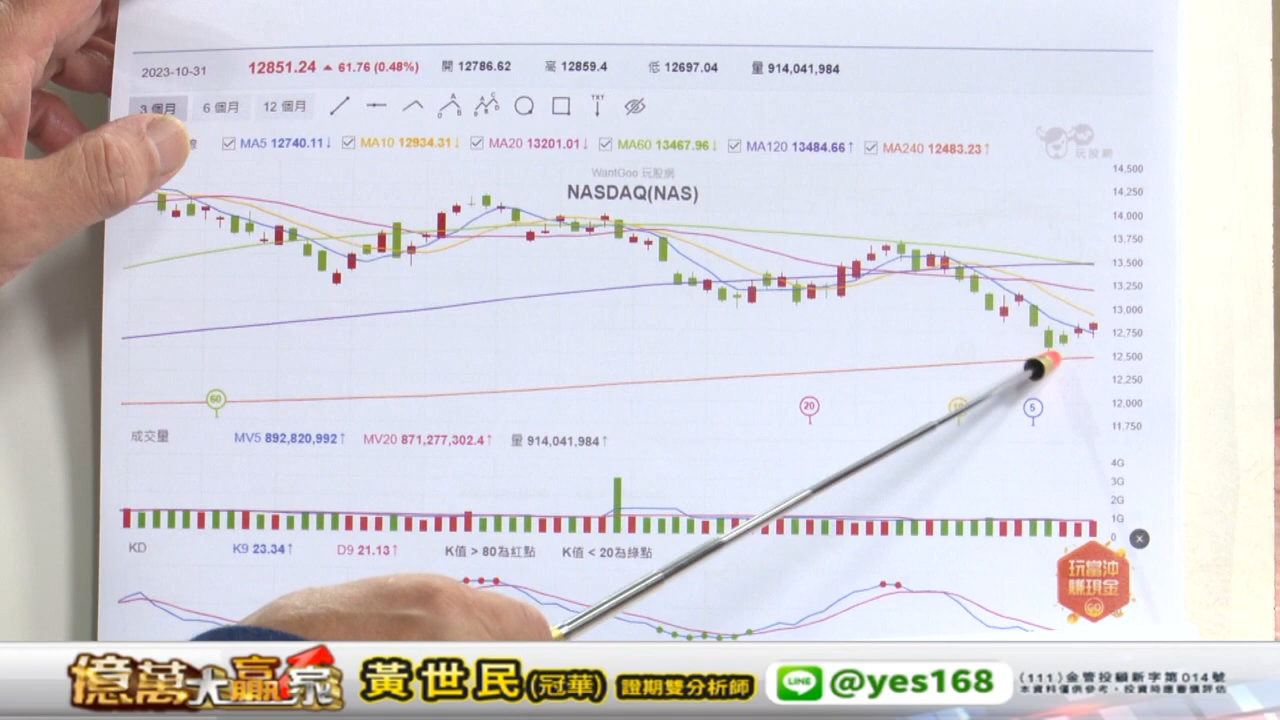 2023-10-31 12851.24 ▲ 61.76 (0.48%) 開 12786.62 高 12859.4 低 12697.04 量 914,041,984
3 個月 6 個月 12 個月 TXT
線 MA5 12740.11↓ MA10 12934.31↓ MA20 13201.01↓ MA60 13467.96↓ MA120 13484.66↑ MA240 12483.23↑
玩股網
WantGoo 玩股網
NASDAQ(NAS)
14,500
14,250
14,000
13,750
13,500
13,250
13,000
12,750
12,500
12,250
12,000
11,750
60 20 10 5
成交量 MV5 892,820,992↑ MV20 871,277,302.4↑ 量 914,041,984↑
4G
3G
2G
1G
0
KD K9 23.34↑ D9 21.13↑ K值 > 80為紅點 K值 < 20為綠點
玩當沖
賺現金
GO
億萬大贏家 黃世民(冠華) 證期雙分析師 LINE @yes168
(111)金管投顧新字第014號
本資料僅供參考，投資時應審慎評估